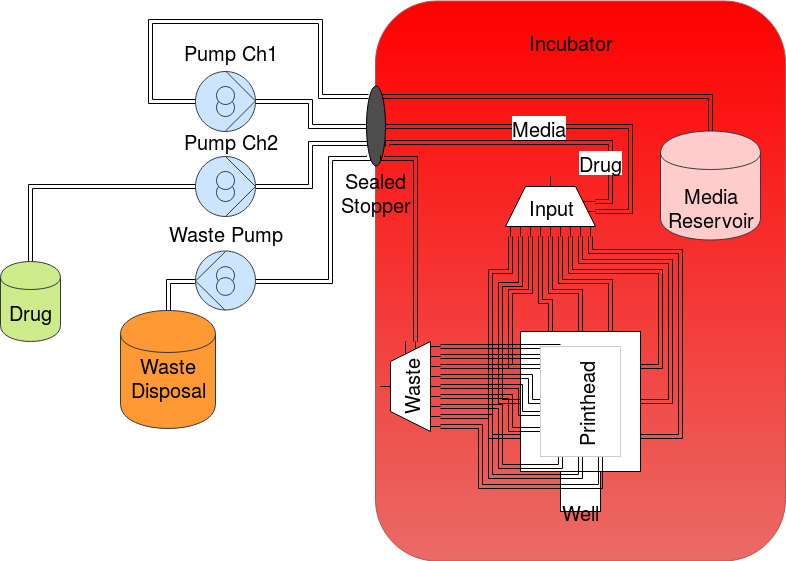 Pump Ch1
Incubator
Media
Pump Ch2
Drug
Sealed
Stopper
Input
Media
Reservoir
Waste Pump
Drug
Waste
Disposal
Waste
Printhead
Well